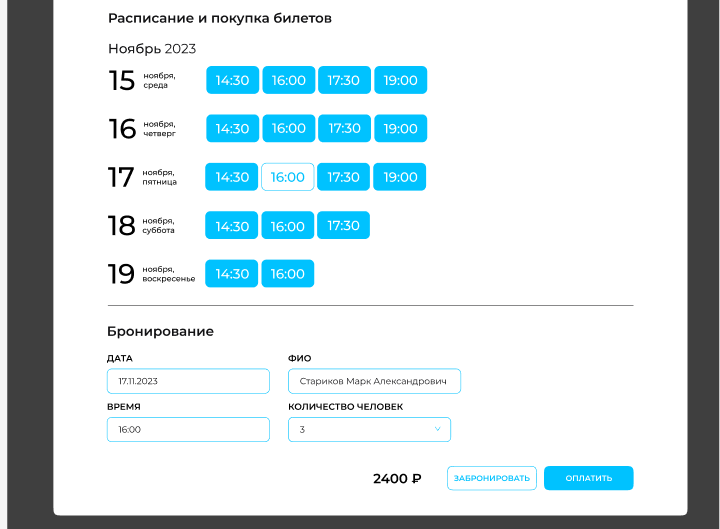 Расписание и покупка билетов
Ноябрь 2023
15 ноября, среда 14:30 16:00 17:30 19:00
16 ноября, четверг 14:30 16:00 17:30 19:00
17 ноября, пятница 14:30 16:00 17:30 19:00
18 ноября, суббота 14:30 16:00 17:30
19 ноября, воскресенье 14:30 16:00
Бронирование
ДАТА ФИО
17.11.2023 Стариков Марк Александрович
ВРЕМЯ КОЛИЧЕСТВО ЧЕЛОВЕК
16:00 3
2400 ₽ ЗАБРОНИРОВАТЬ ОПЛАТИТЬ